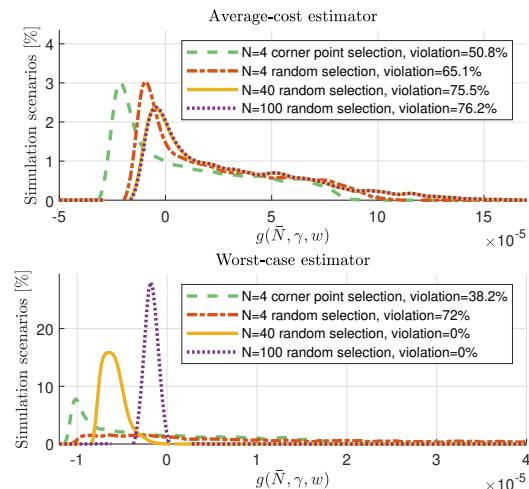 Average-cost estimator
Simulation scenarios [%]
4
3
2
1
0
N=4 corner point selection, violation=50.8%
N=4 random selection, violation=65.1%
N=40 random selection, violation=75.5%
N=100 random selection, violation=76.2%
-5 0 5 10 15
g(N̄, γ, w)
×10⁻⁵
Worst-case estimator
Simulation scenarios [%]
20
10
0
N=4 corner point selection, violation=38.2%
N=4 random selection, violation=72%
N=40 random selection, violation=0%
N=100 random selection, violation=0%
-1 0 1 2 3 4
g(N̄, γ, w)
×10⁻⁵